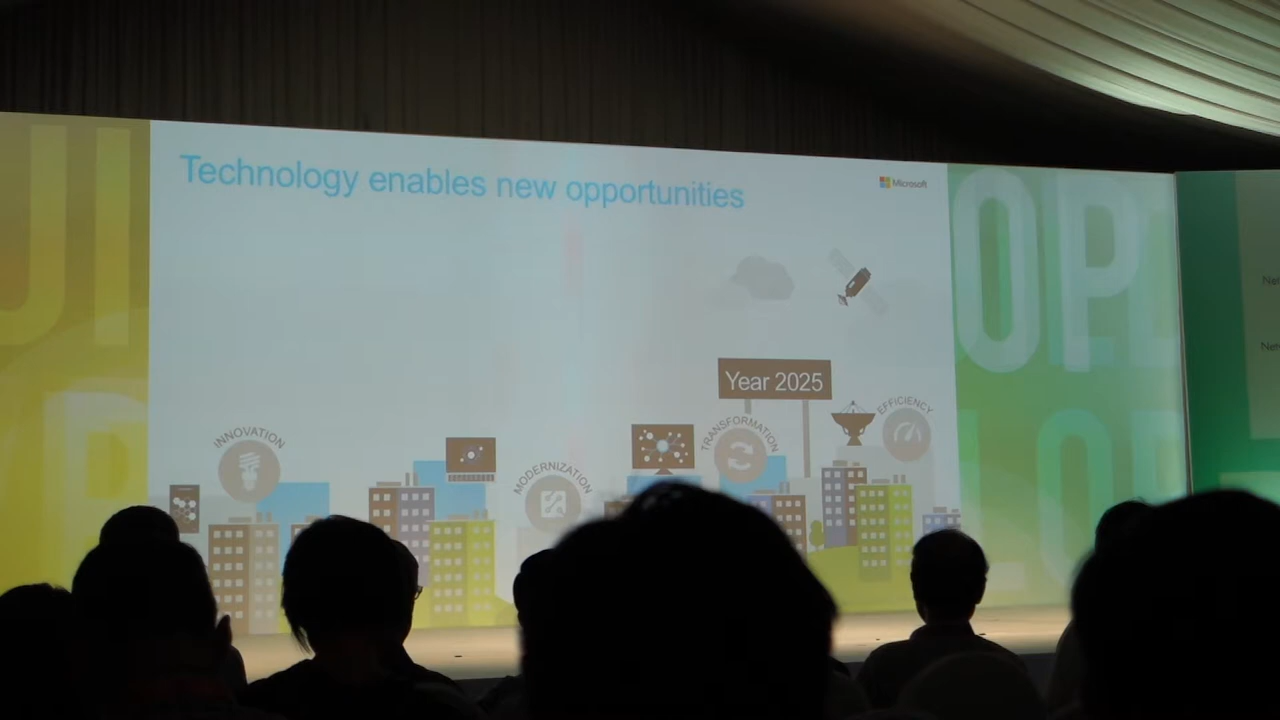 Technology enables new opportunities
Microsoft
Year 2025
EFFICIENCY
TRANSFORMATION
INNOVATION
MODERNIZATION